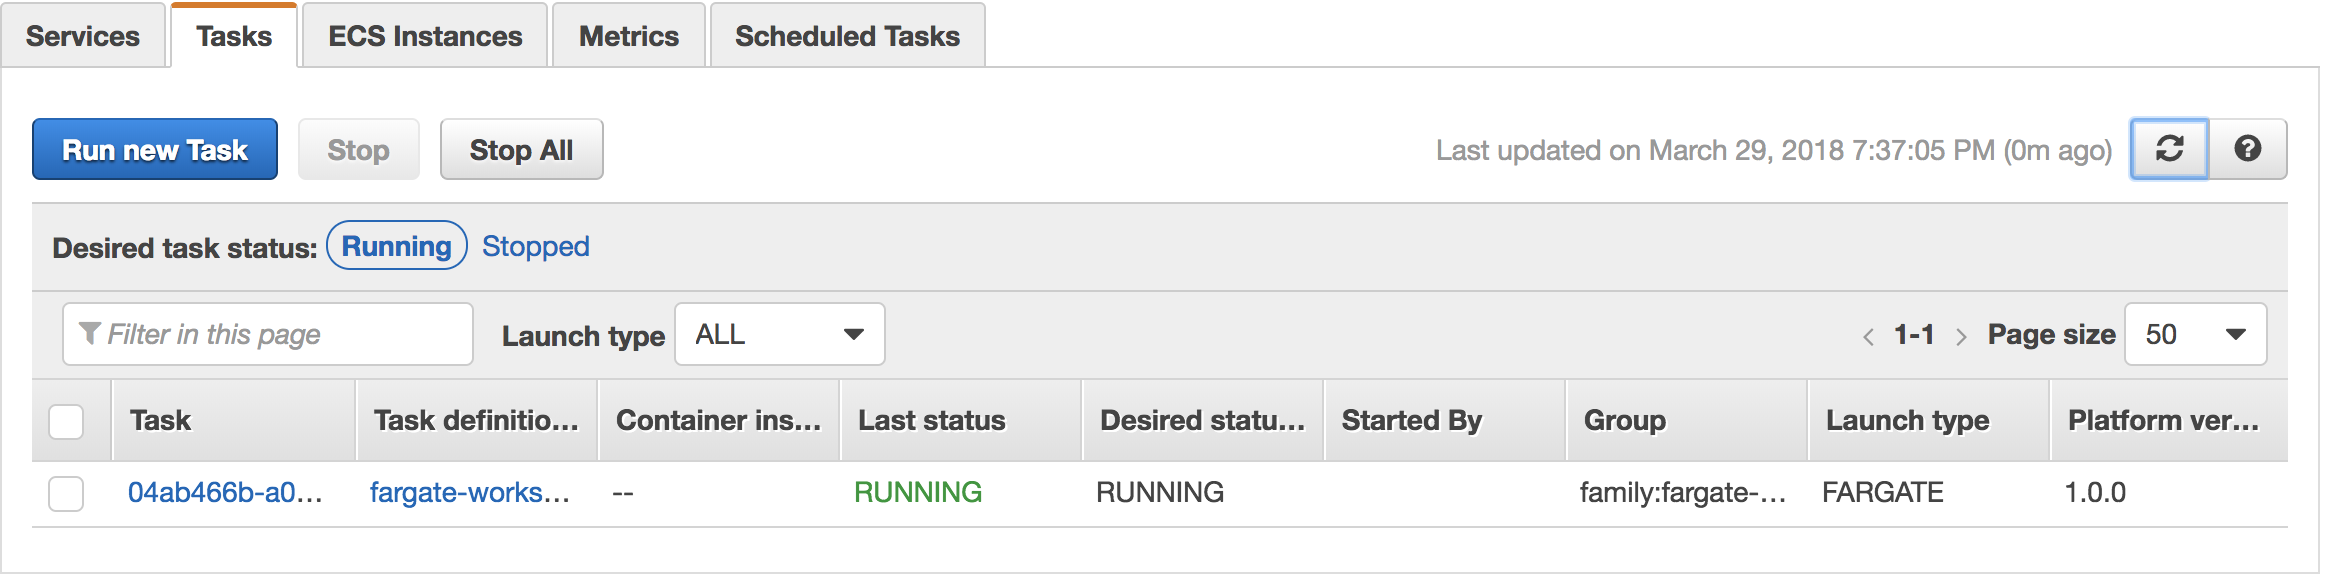 Services Tasks ECS Instances Metrics Scheduled Tasks
Run new Task Stop Stop All Last updated on March 29, 2018 7:37:05 PM (0m ago)
Desired task status: Running Stopped
Filter in this page Launch type ALL 1-1 Page size 50
Task Task definitio... Container ins... Last status Desired statu... Started By Group Launch type Platform ver...
04ab466b-a0... fargate-works... -- RUNNING RUNNING family:fargate-... FARGATE 1.0.0